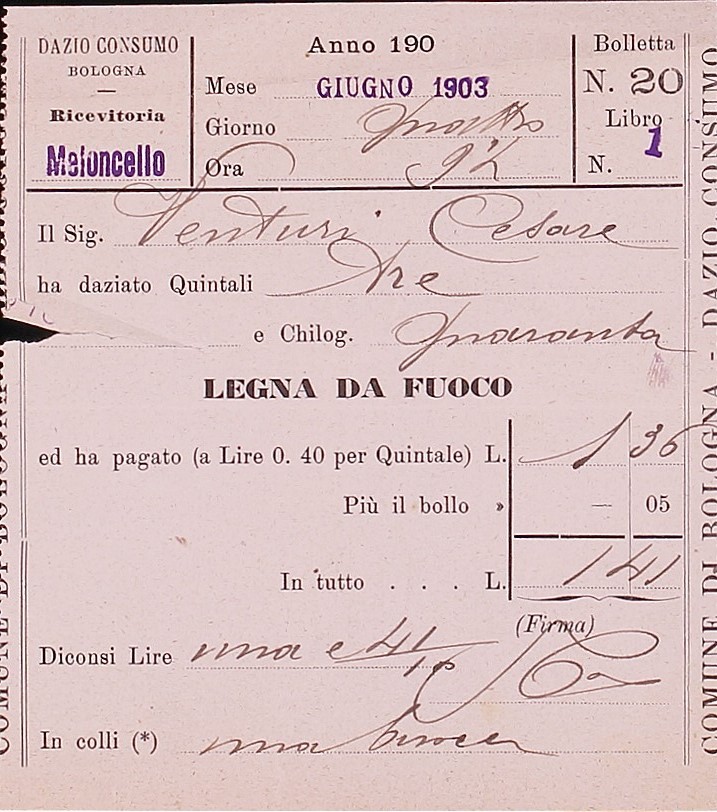 DAZIO CONSUMO
BOLOGNA
Ricevitoria
Meloncello
Anno 190
Mese GIUGNO 1903
Giorno quattro
Ora 9½
Bolletta
N. 20
Libro
N. 1
Il Sig. Venturi Cesare
ha daziato Quintali tre
e Chilog. quaranta
LEGNA DA FUOCO
ed ha pagato (a Lire 0. 40 per Quintale) L. 1 36
Più il bollo » — 05
In tutto . . . L. 1 41
(Firma)
Diconsi Lire una e 41
In colli (*) una
COMUNE DI BOLOGNA - DAZIO CONSUMO
COMUNE DI BOLOGNA